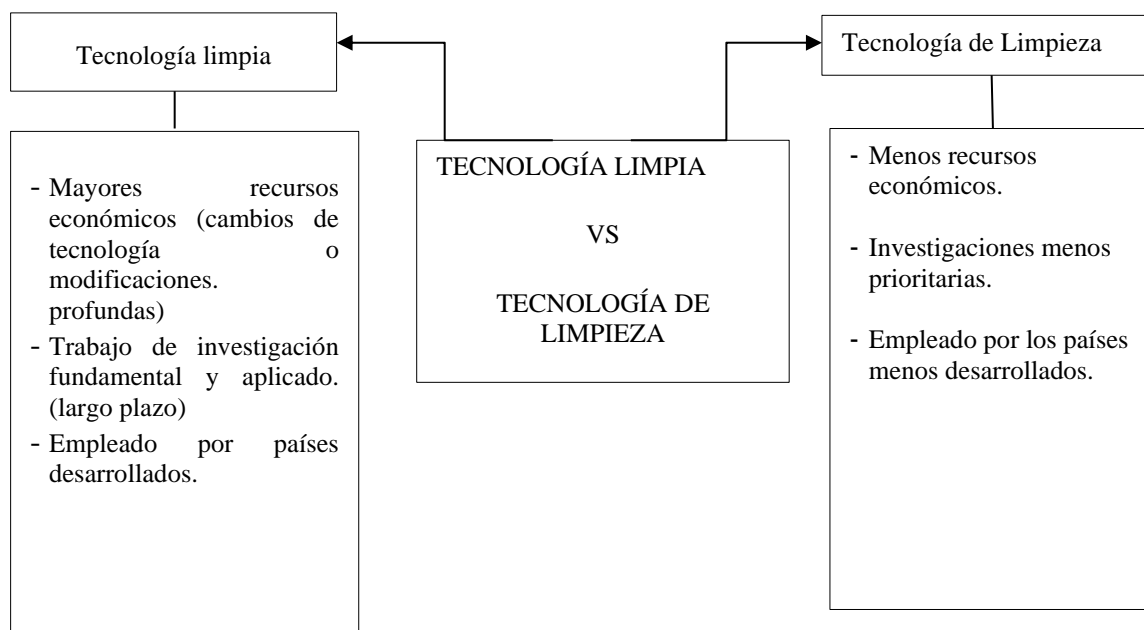 Tecnología limpia
Tecnología de Limpieza
- Mayores recursos
económicos (cambios de
tecnología o
modificaciones.
profundas)
- Trabajo de investigación
fundamental y aplicado.
(largo plazo)
- Empleado por países
desarrollados.
TECNOLOGÍA LIMPIA
VS
TECNOLOGÍA DE
LIMPIEZA
- Menos recursos
económicos.
- Investigaciones menos
prioritarias.
- Empleado por los países
menos desarrollados.